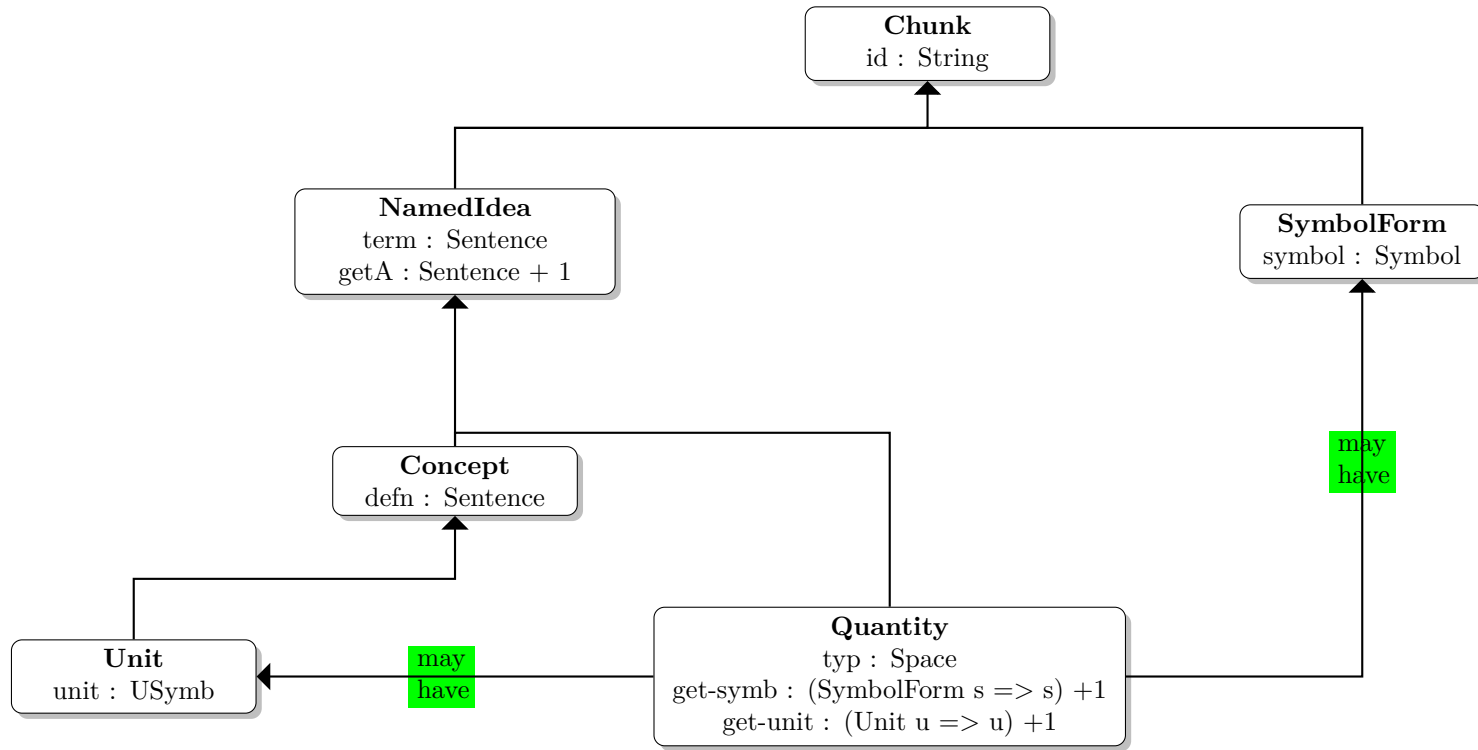 Chunk
id : String
NamedIdea
term : Sentence
getA : Sentence + 1
SymbolForm
symbol : Symbol
may
have
Concept
defn : Sentence
Unit
unit : USymb
may
have
Quantity
typ : Space
get-symb : (SymbolForm s => s) +1
get-unit : (Unit u => u) +1